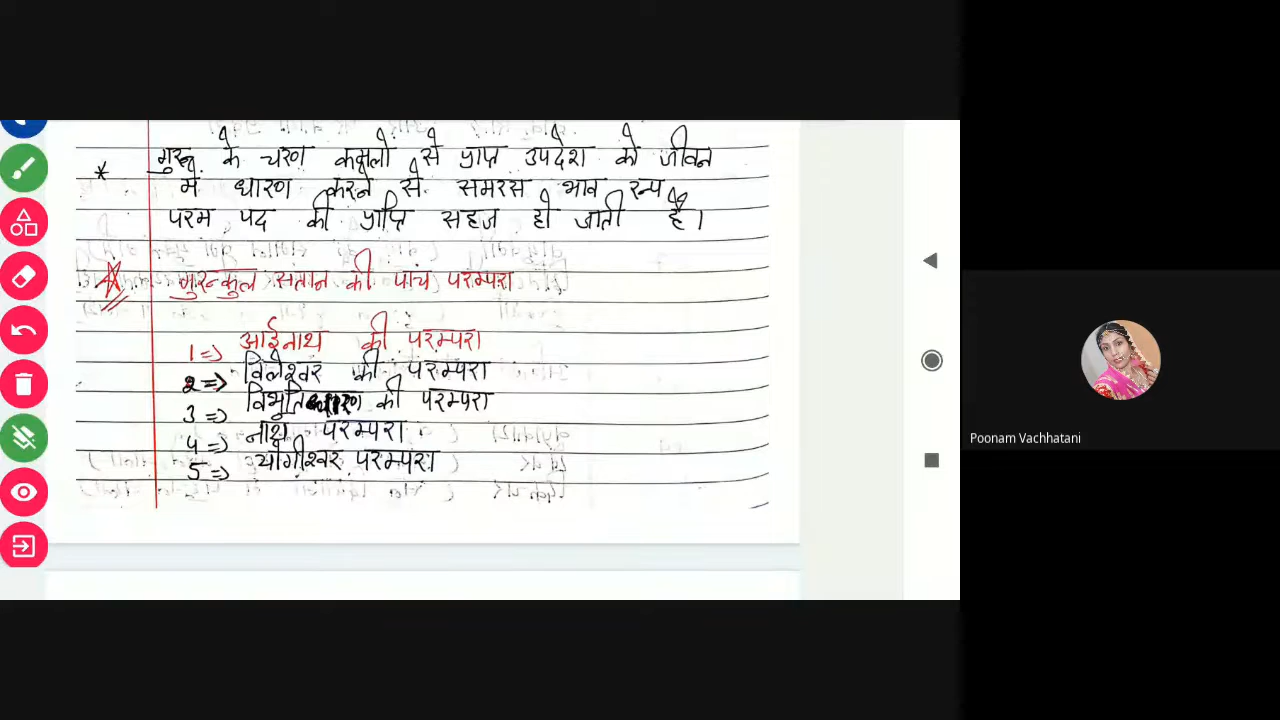 * गुरू के चरण कमलो से प्राप्त उपदेश को जीवन
में धारण करने से समरस भाव रूप
परम पद की प्राप्ति सहज हो जाती है।
गुरूकुल संतान की पांच परम्परा
1 => आईनाथ की परम्परा
2 => विलेश्वर की परम्परा
3 => विभूति की परम्परा
4 => नाथ परम्परा
5 => योगीश्वर परम्परा
Poonam Vachhatani